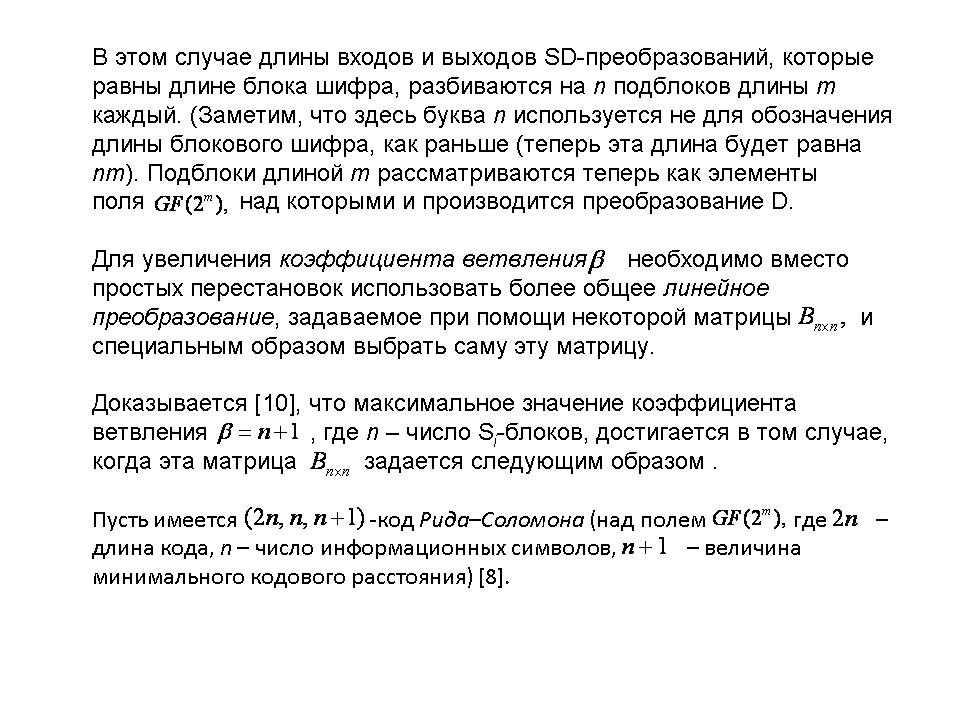 В этом случае длины входов и выходов SD-преобразований, которые
равны длине блока шифра, разбиваются на n подблоков длины m
каждый. (Заметим, что здесь буква n используется не для обозначения
длины блокового шифра, как раньше (теперь эта длина будет равна
nm). Подблоки длиной m рассматриваются теперь как элементы
поля GF(2^m), над которыми и производится преобразование D.
Для увеличения коэффициента ветвления β необходимо вместо
простых перестановок использовать более общее линейное
преобразование, задаваемое при помощи некоторой матрицы B_{n×n}, и
специальным образом выбрать саму эту матрицу.
Доказывается [10], что максимальное значение коэффициента
ветвления β = n+1 , где n – число S_i-блоков, достигается в том случае,
когда эта матрица B_{n×n} задается следующим образом .
Пусть имеется (2n, n, n+1) -код Рида–Соломона (над полем GF(2^m), где 2n –
длина кода, n – число информационных символов, n+1 – величина
минимального кодового расстояния) [8].